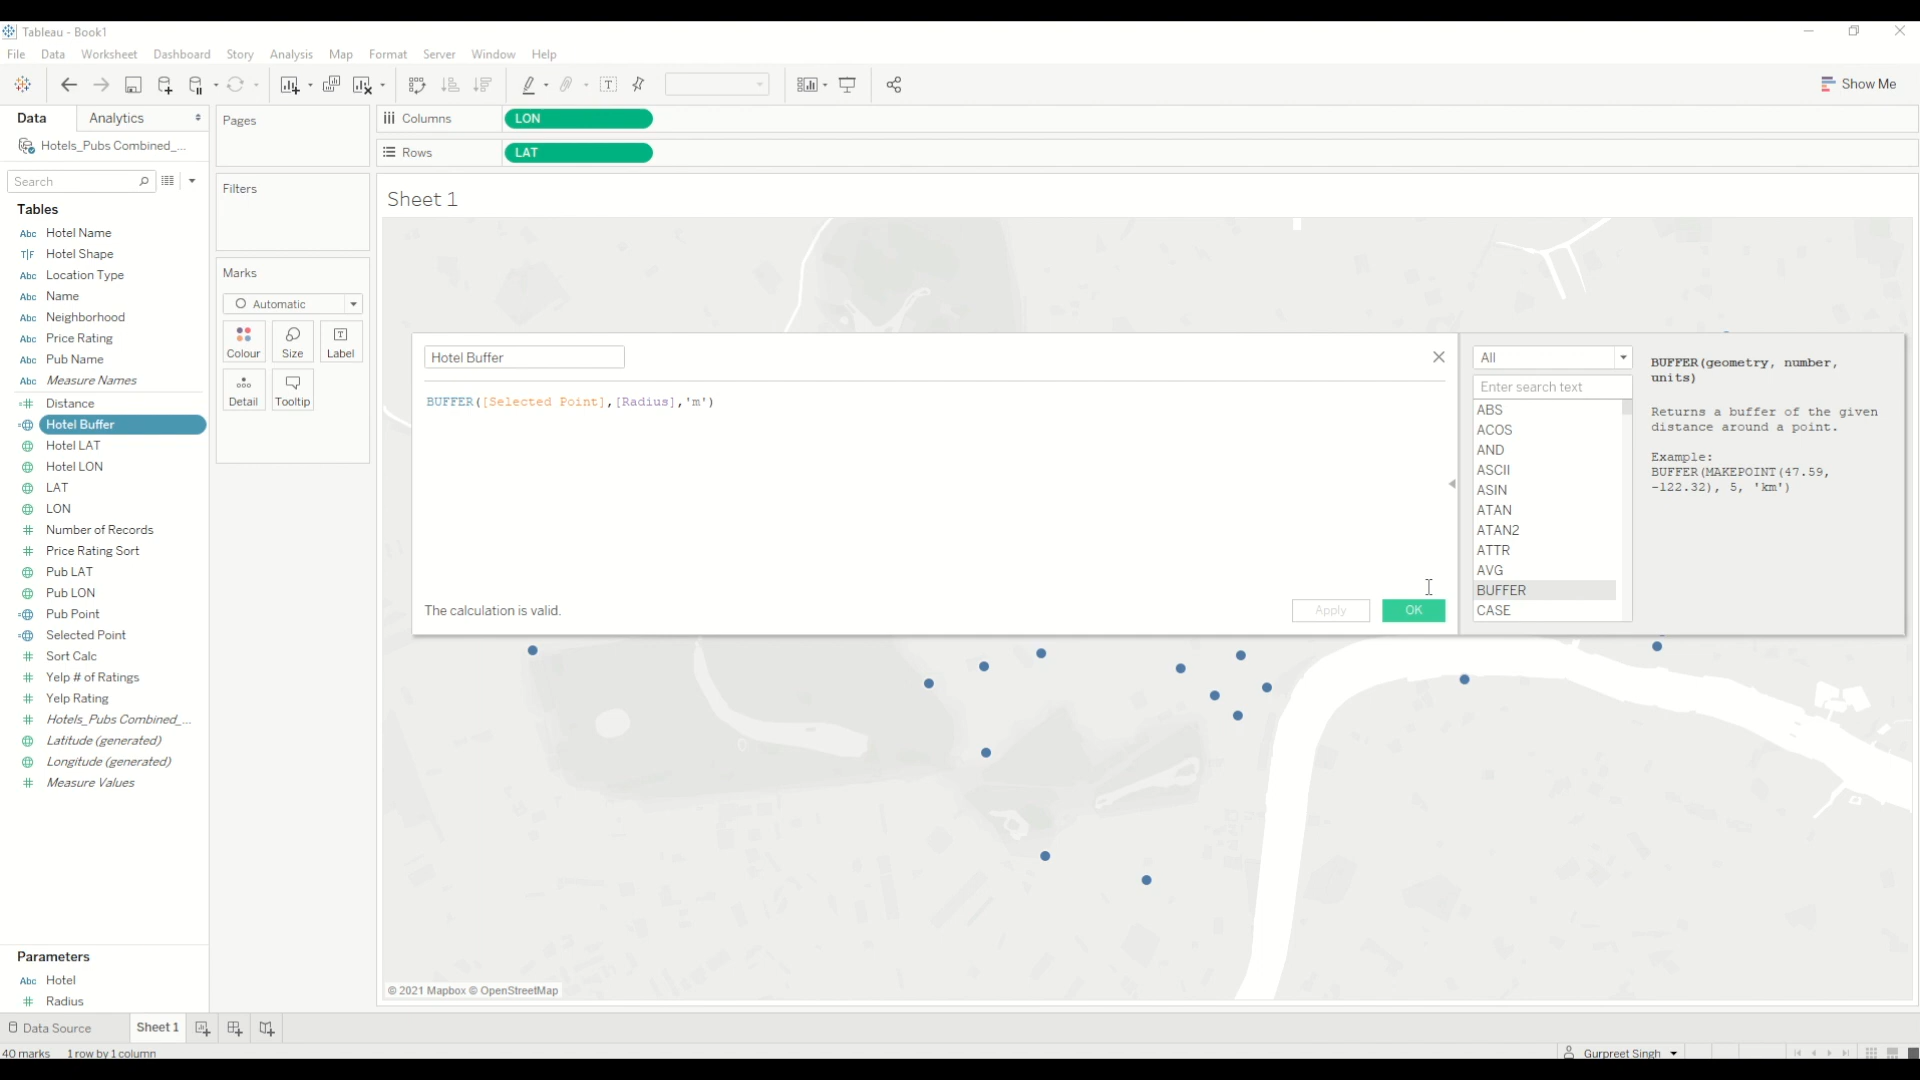 Tableau - Book1
File Data Worksheet Dashboard Story Analysis Map Format Server Window Help
Show Me
Data Analytics
Hotels_Pubs Combined_...
Search
Tables
Abc Hotel Name
T|F Hotel Shape
Abc Location Type
Abc Name
Abc Neighborhood
Abc Price Rating
Abc Pub Name
Abc Measure Names
Distance
Hotel Buffer
Hotel LAT
Hotel LON
LAT
LON
# Number of Records
# Price Rating Sort
Pub LAT
Pub LON
Pub Point
Selected Point
# Sort Calc
# Yelp # of Ratings
# Yelp Rating
# Hotels_Pubs Combined_...
Latitude (generated)
Longitude (generated)
# Measure Values
Parameters
Abc Hotel
# Radius
Pages
Filters
Marks
Automatic
Colour Size Label
Detail Tooltip
Columns LON
Rows LAT
Sheet 1
Hotel Buffer
BUFFER([Selected Point],[Radius],'m')
The calculation is valid.
Apply OK
All
Enter search text
ABS
ACOS
AND
ASCII
ASIN
ATAN
ATAN2
ATTR
AVG
BUFFER
CASE
BUFFER(geometry, number,
units)
Returns a buffer of the given
distance around a point.
Example:
BUFFER(MAKEPOINT(47.59,
-122.32), 5, 'km')
© 2021 Mapbox © OpenStreetMap
Data Source Sheet 1
40 marks 1 row by 1 column
Gurpreet Singh